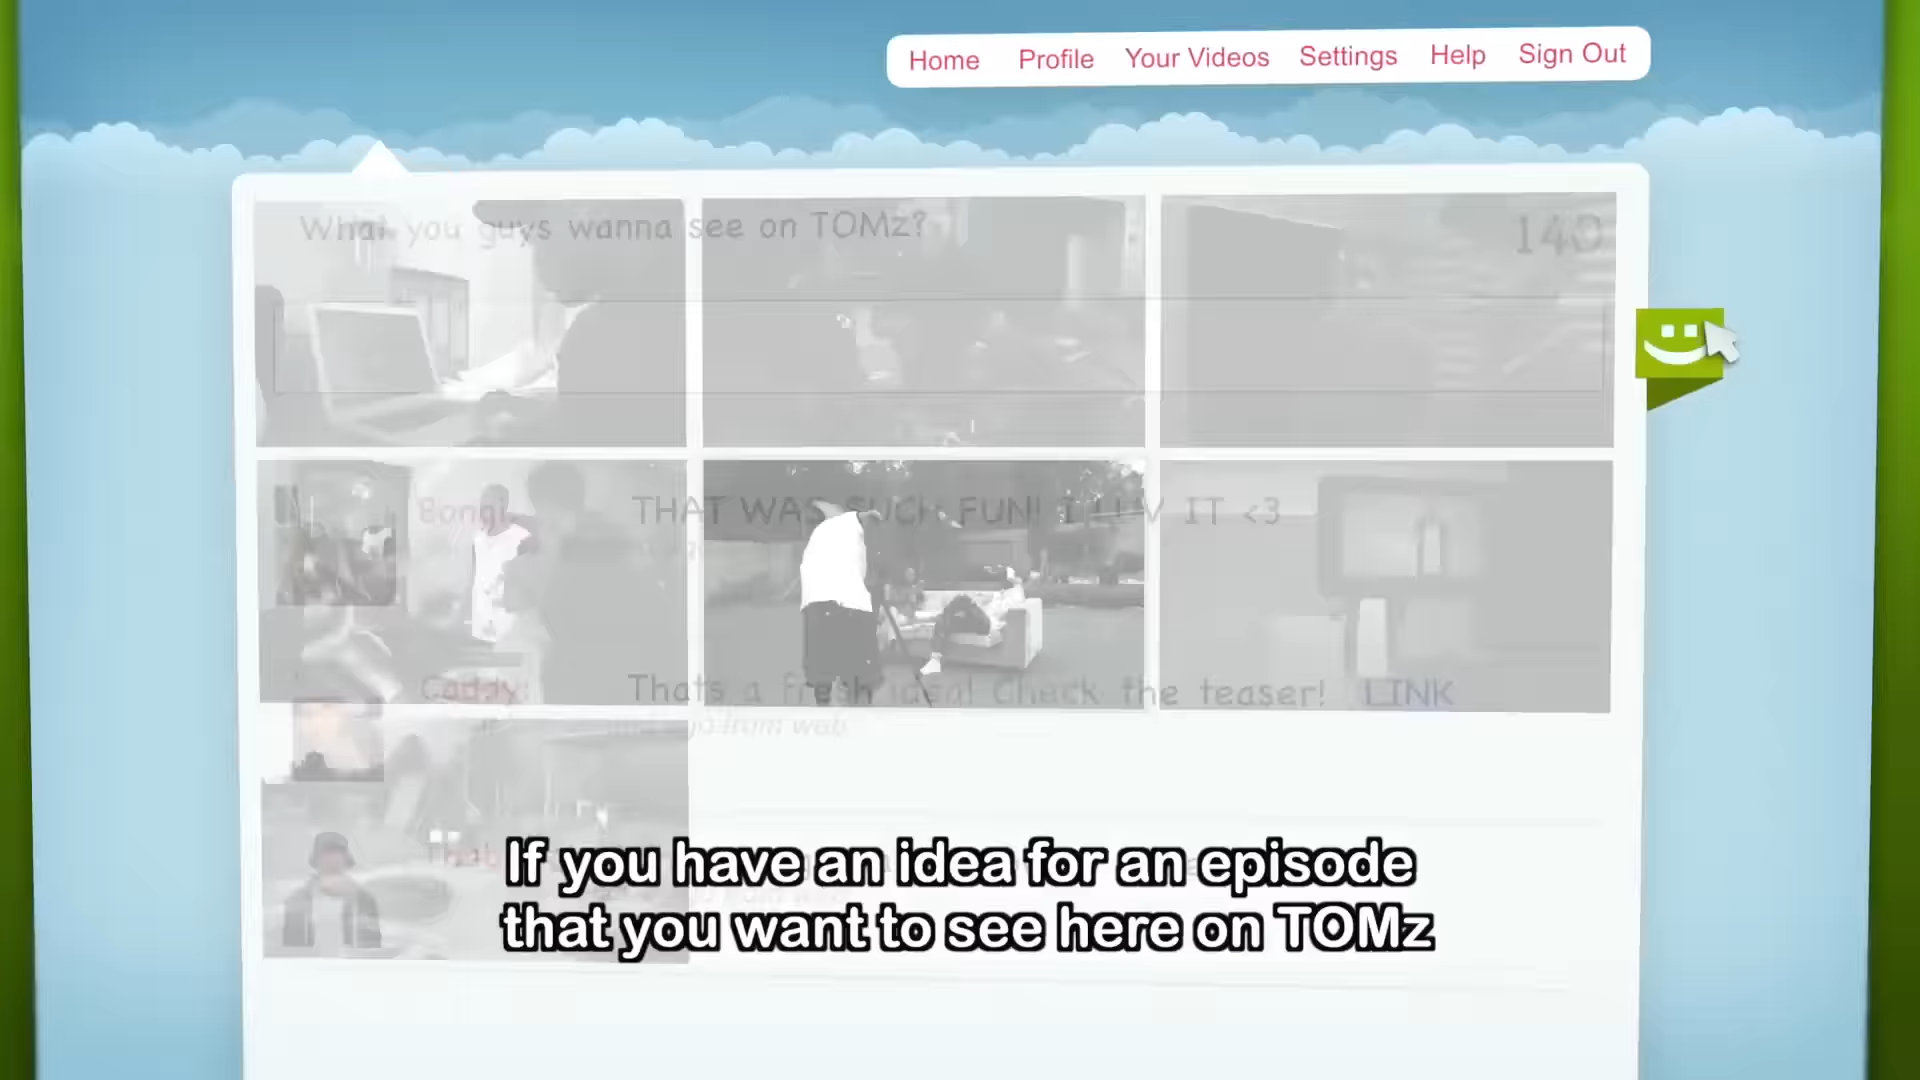 Home Profile Your Videos Settings Help Sign Out
What you guys wanna see on TOMz?
140
Bongi
THAT WAS SUCH FUN! I LUV IT <3
Caddy:
Thats a fresh idea! Check the teaser! LINK
from web
If you have an idea for an episode
that you want to see here on TOMz